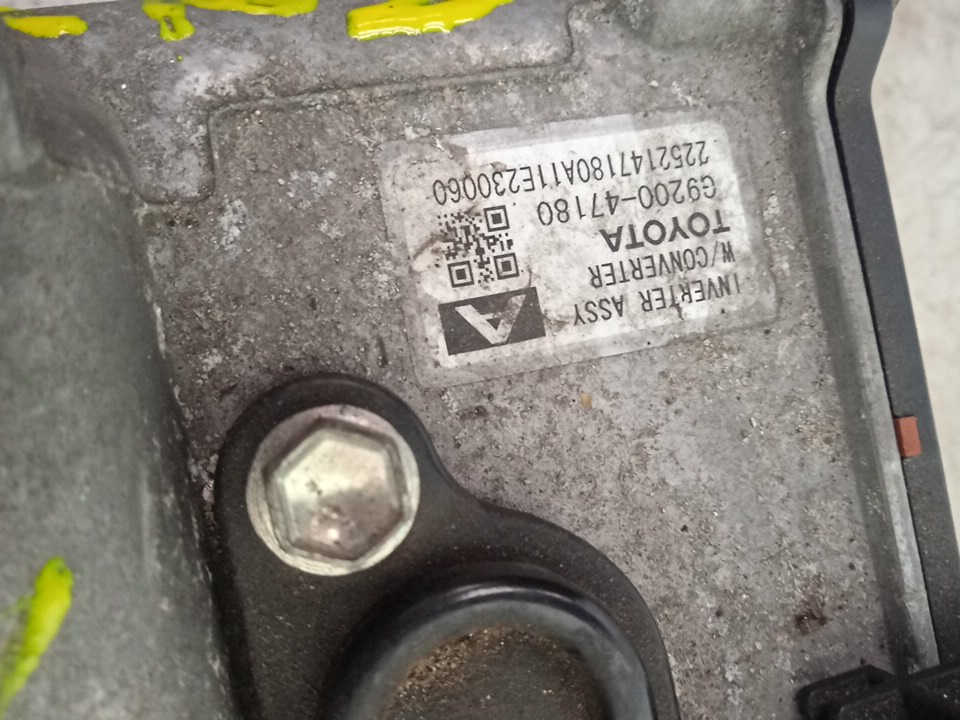 INVERTER ASSY
W/CONVERTER
TOYOTA
G9200-47180
2252147180A11E230060